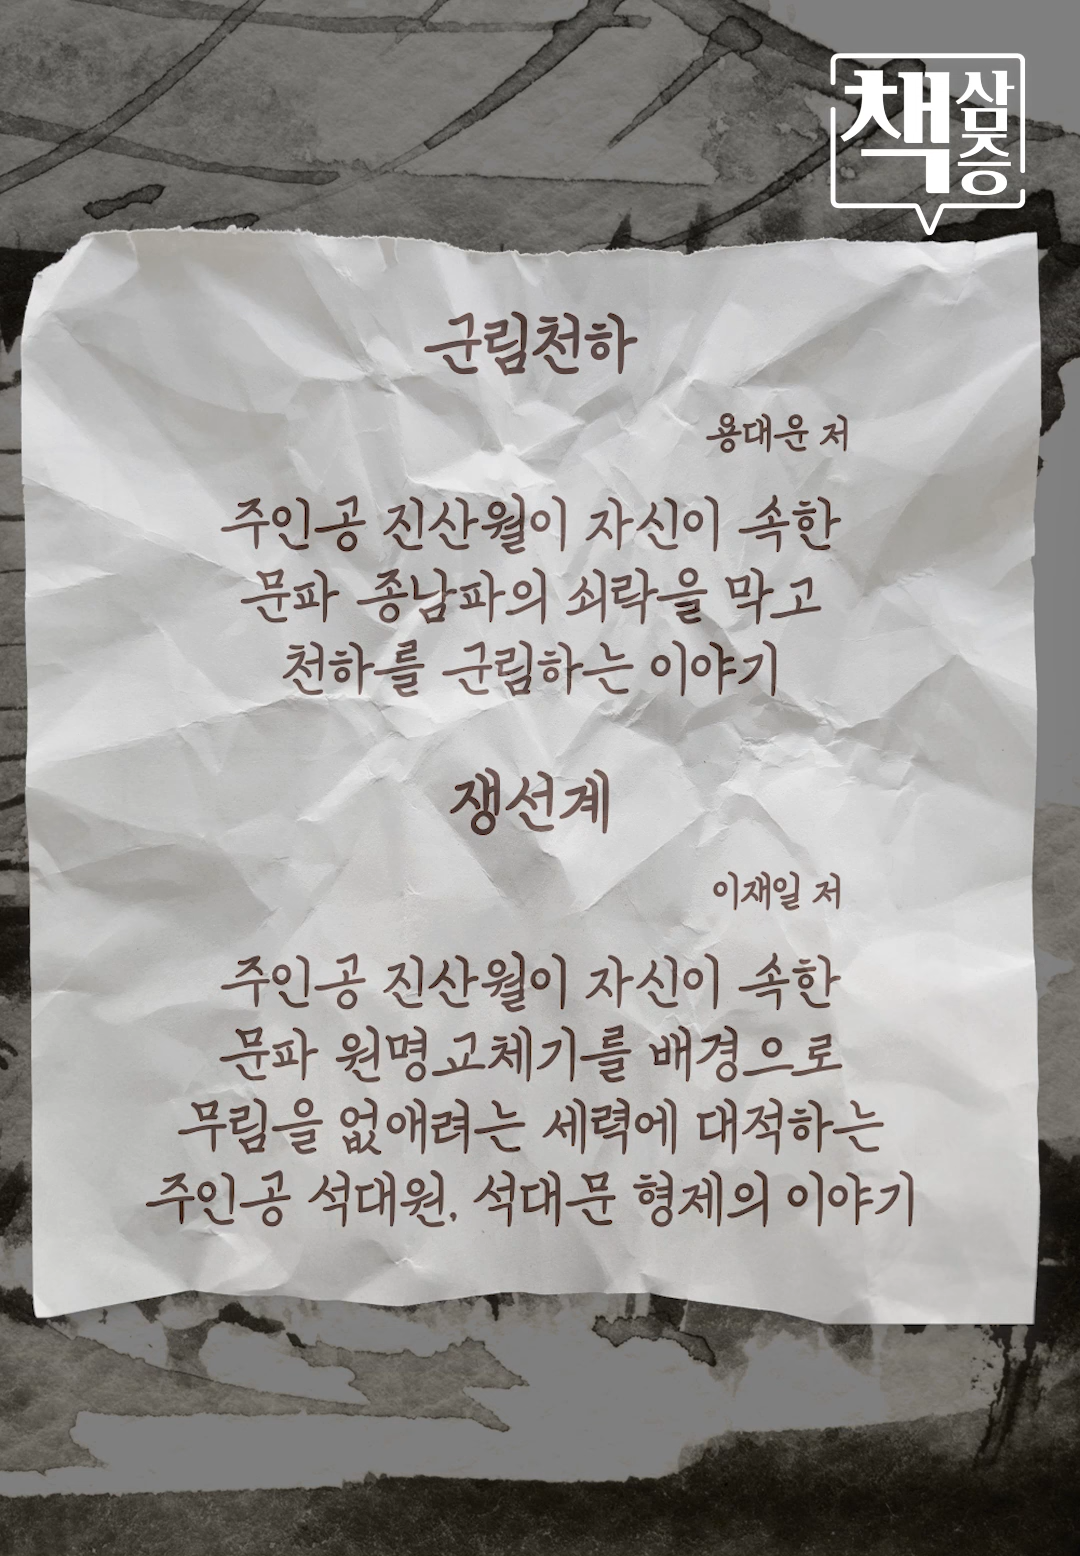 책
삼
증
군림천하
용대운 저
주인공 진산월이 자신이 속한
문파 종남파의 쇠락을 막고
천하를 군림하는 이야기
쟁선계
이재일 저
주인공 진산월이 자신이 속한
문파 원명교체기를 배경으로
무림을 없애려는 세력에 대적하는
주인공 석대원, 석대문 형제의 이야기